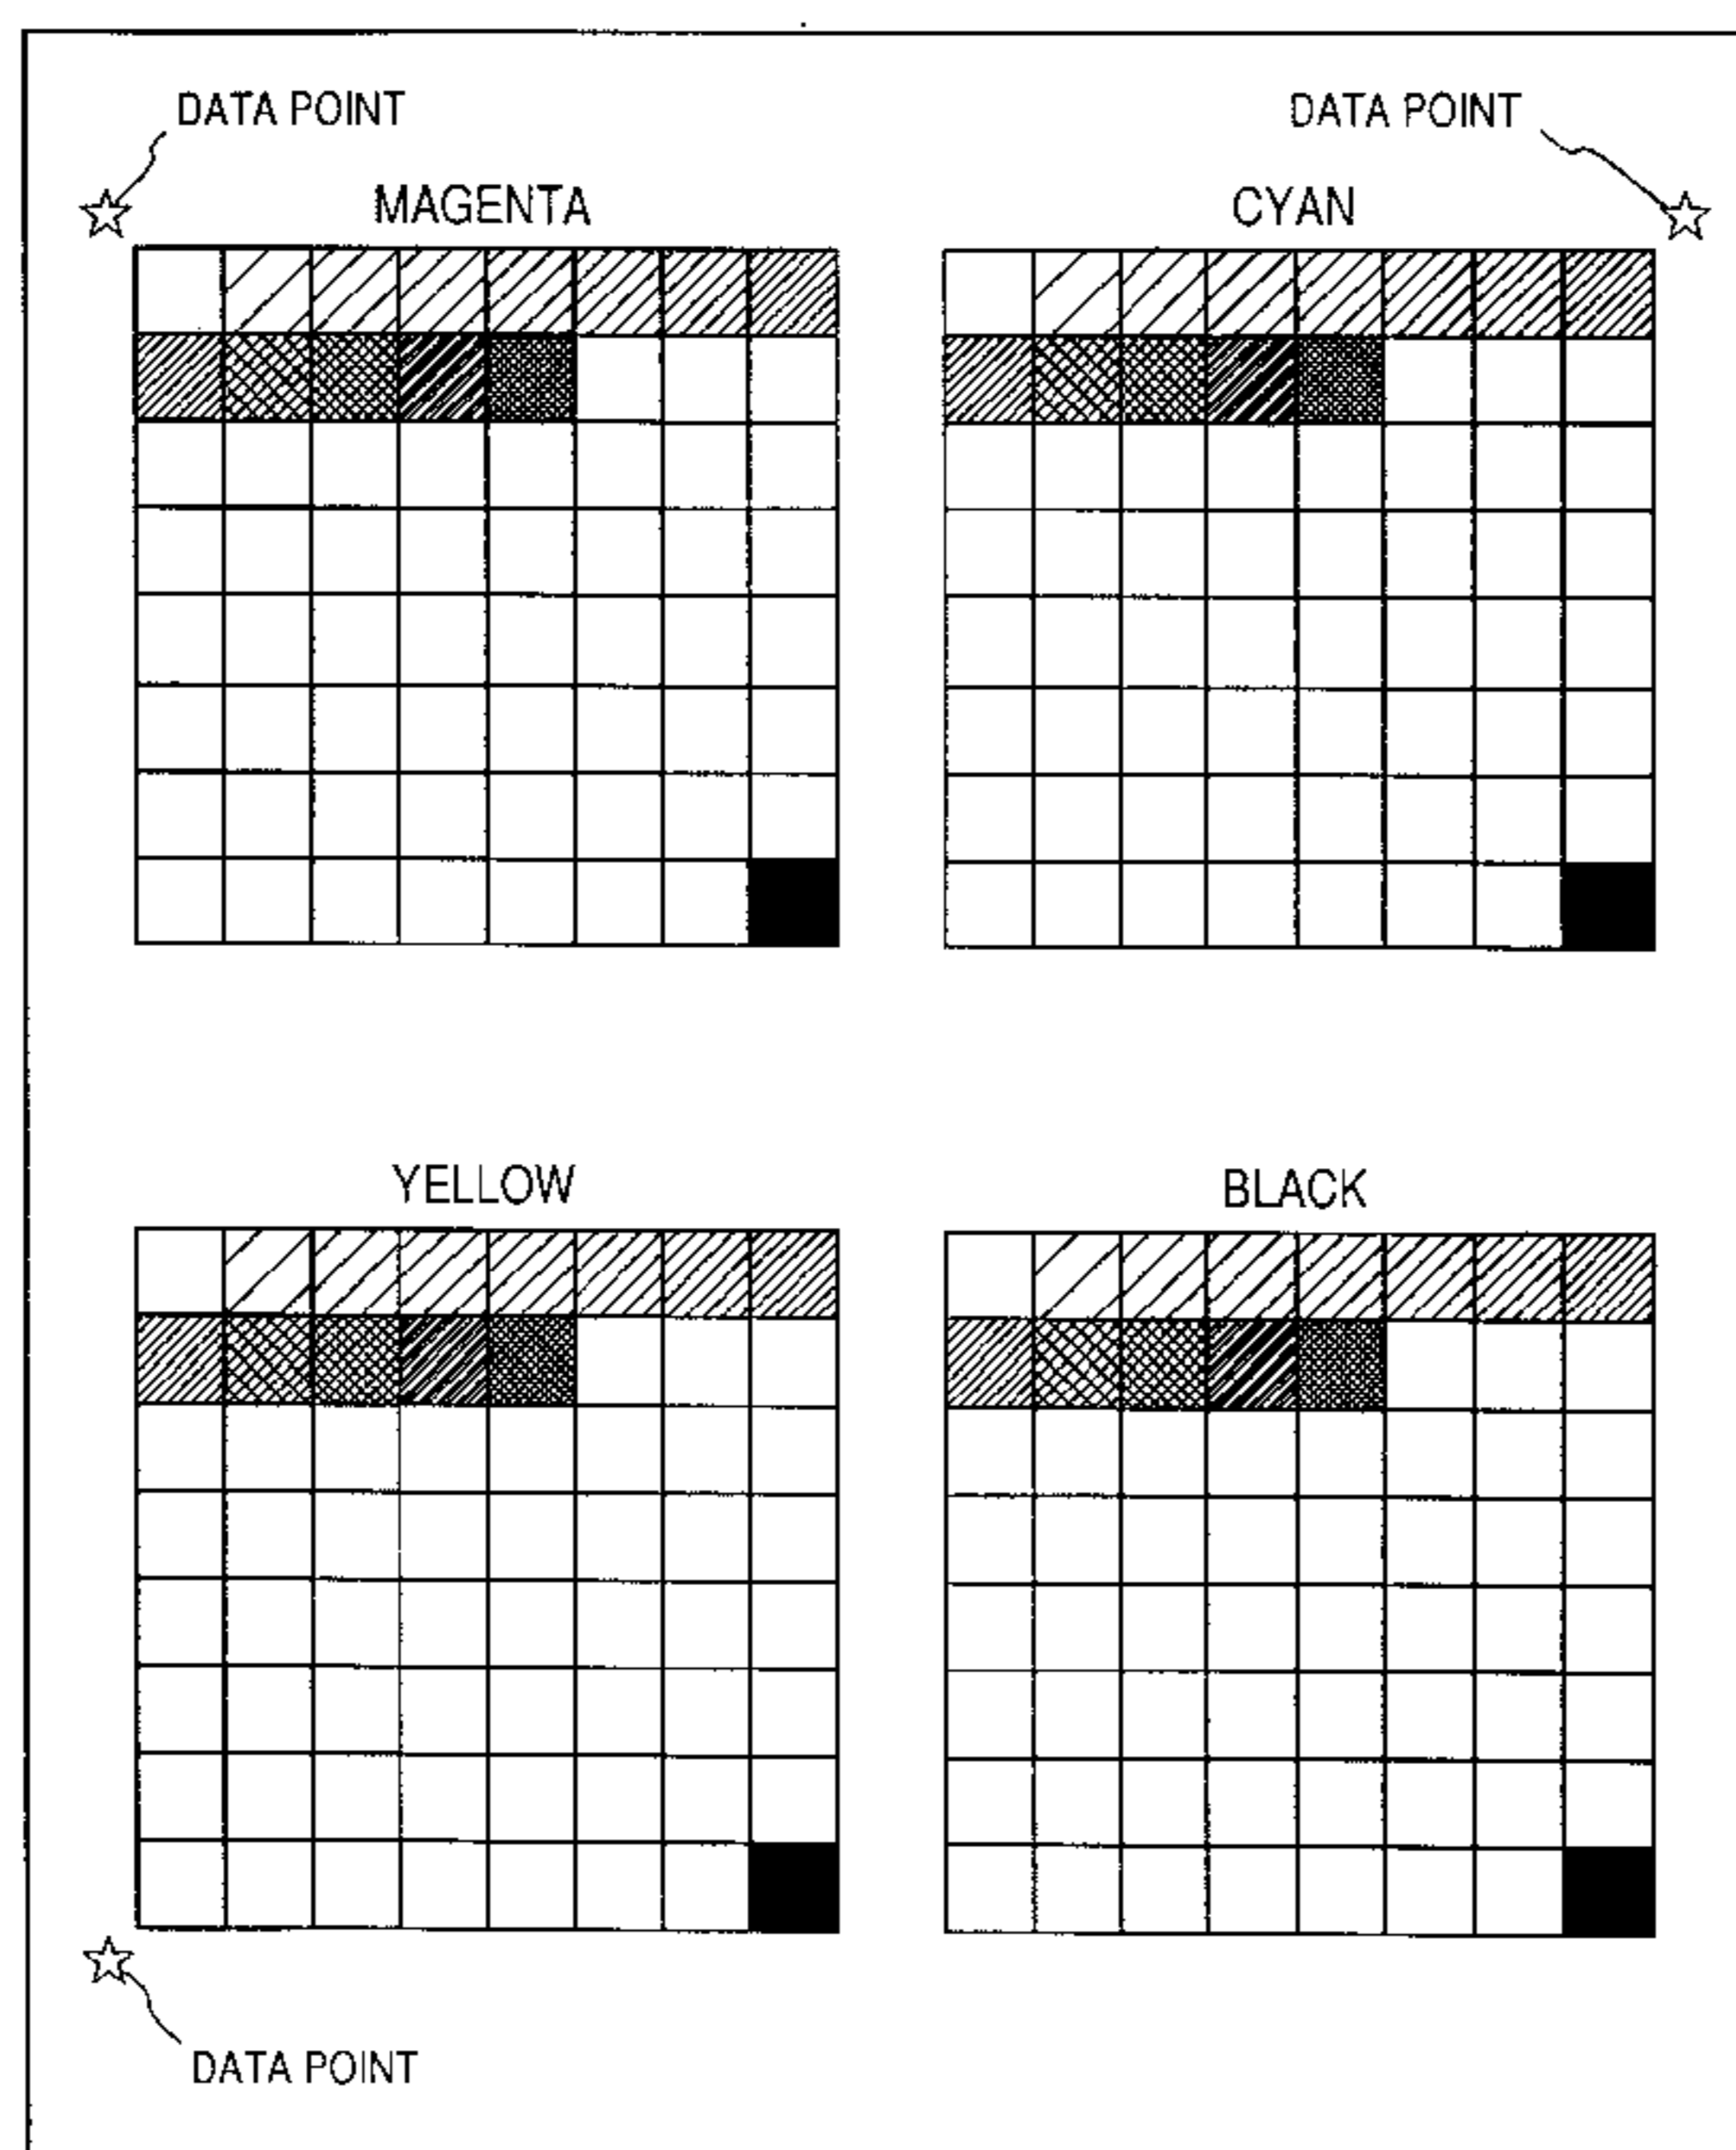 DATA POINT
DATA POINT
MAGENTA
CYAN
YELLOW
BLACK
DATA POINT